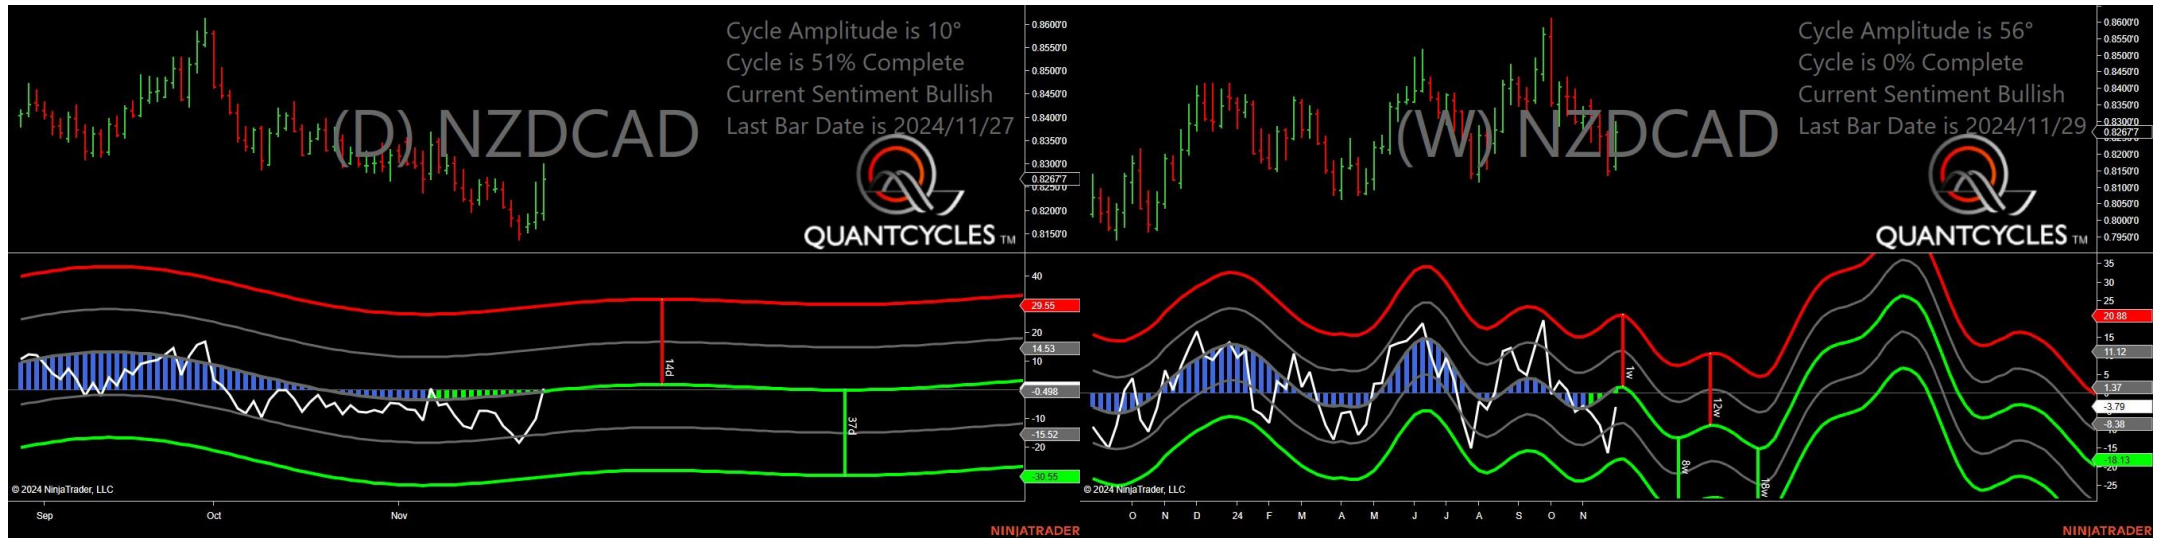 Cycle Amplitude is 10°
Cycle is 51% Complete
Current Sentiment Bullish
Last Bar Date is 2024/11/27
(D) NZDCAD
QUANTCYCLES TM
0.8600'0
0.8550'0
0.8500'0
0.8450'0
0.8400'0
0.8350'0
0.8300'0
0.8267'7
0.8200'0
0.8150'0
40
29.55
20
14.53
10
-0.498
-10
-15.52
-20
-30.55
14d
37d
© 2024 NinjaTrader, LLC
Sep
Oct
Nov
NINJATRADER
Cycle Amplitude is 56°
Cycle is 0% Complete
Current Sentiment Bullish
Last Bar Date is 2024/11/29
(W) NZDCAD
QUANTCYCLES TM
0.8600'0
0.8550'0
0.8500'0
0.8450'0
0.8400'0
0.8350'0
0.8300'0
0.8267'7
0.8200'0
0.8150'0
0.8100'0
0.8050'0
0.8000'0
0.7950'0
35
30
25
20.88
15
11.12
5
1.37
-3.79
-8.38
-15
-18.13
-25
1w
12w
8w
18w
© 2024 NinjaTrader, LLC
O N D 24 F M A M J J A S O N
NINJATRADER